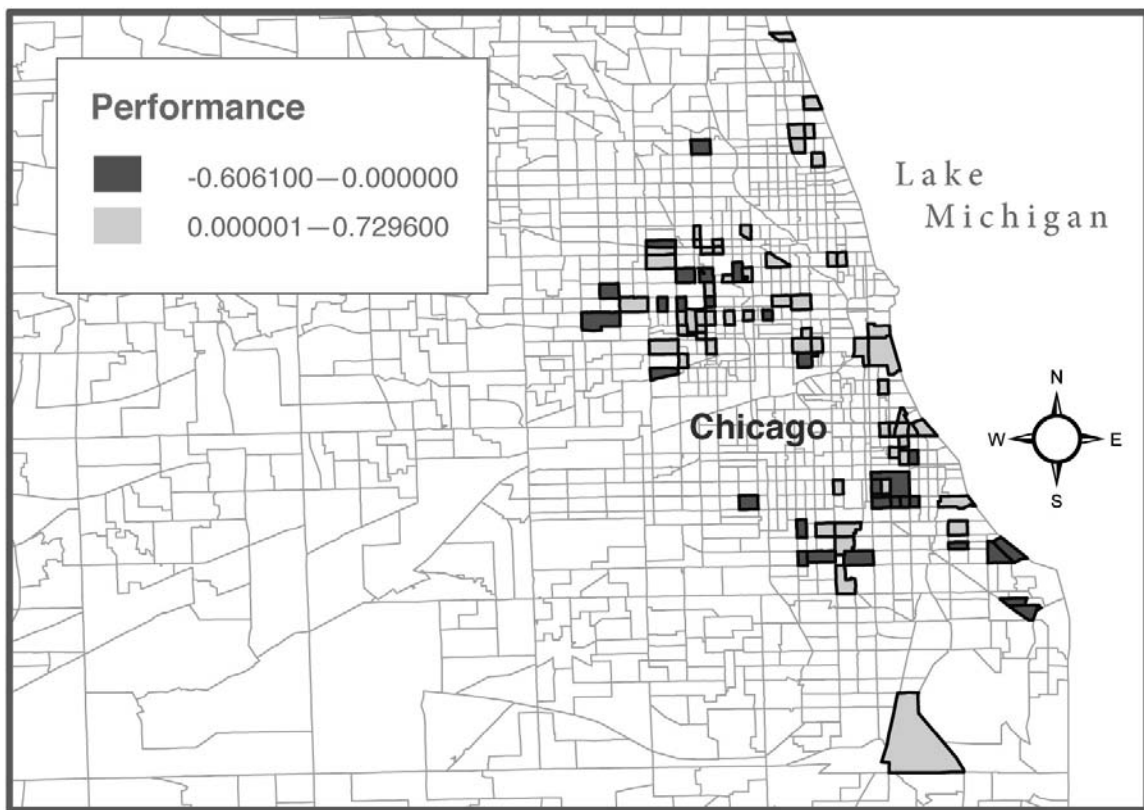 Performance
-0.606100—0.000000
0.000001—0.729600
Lake
Michigan
Chicago
N
W
E
S